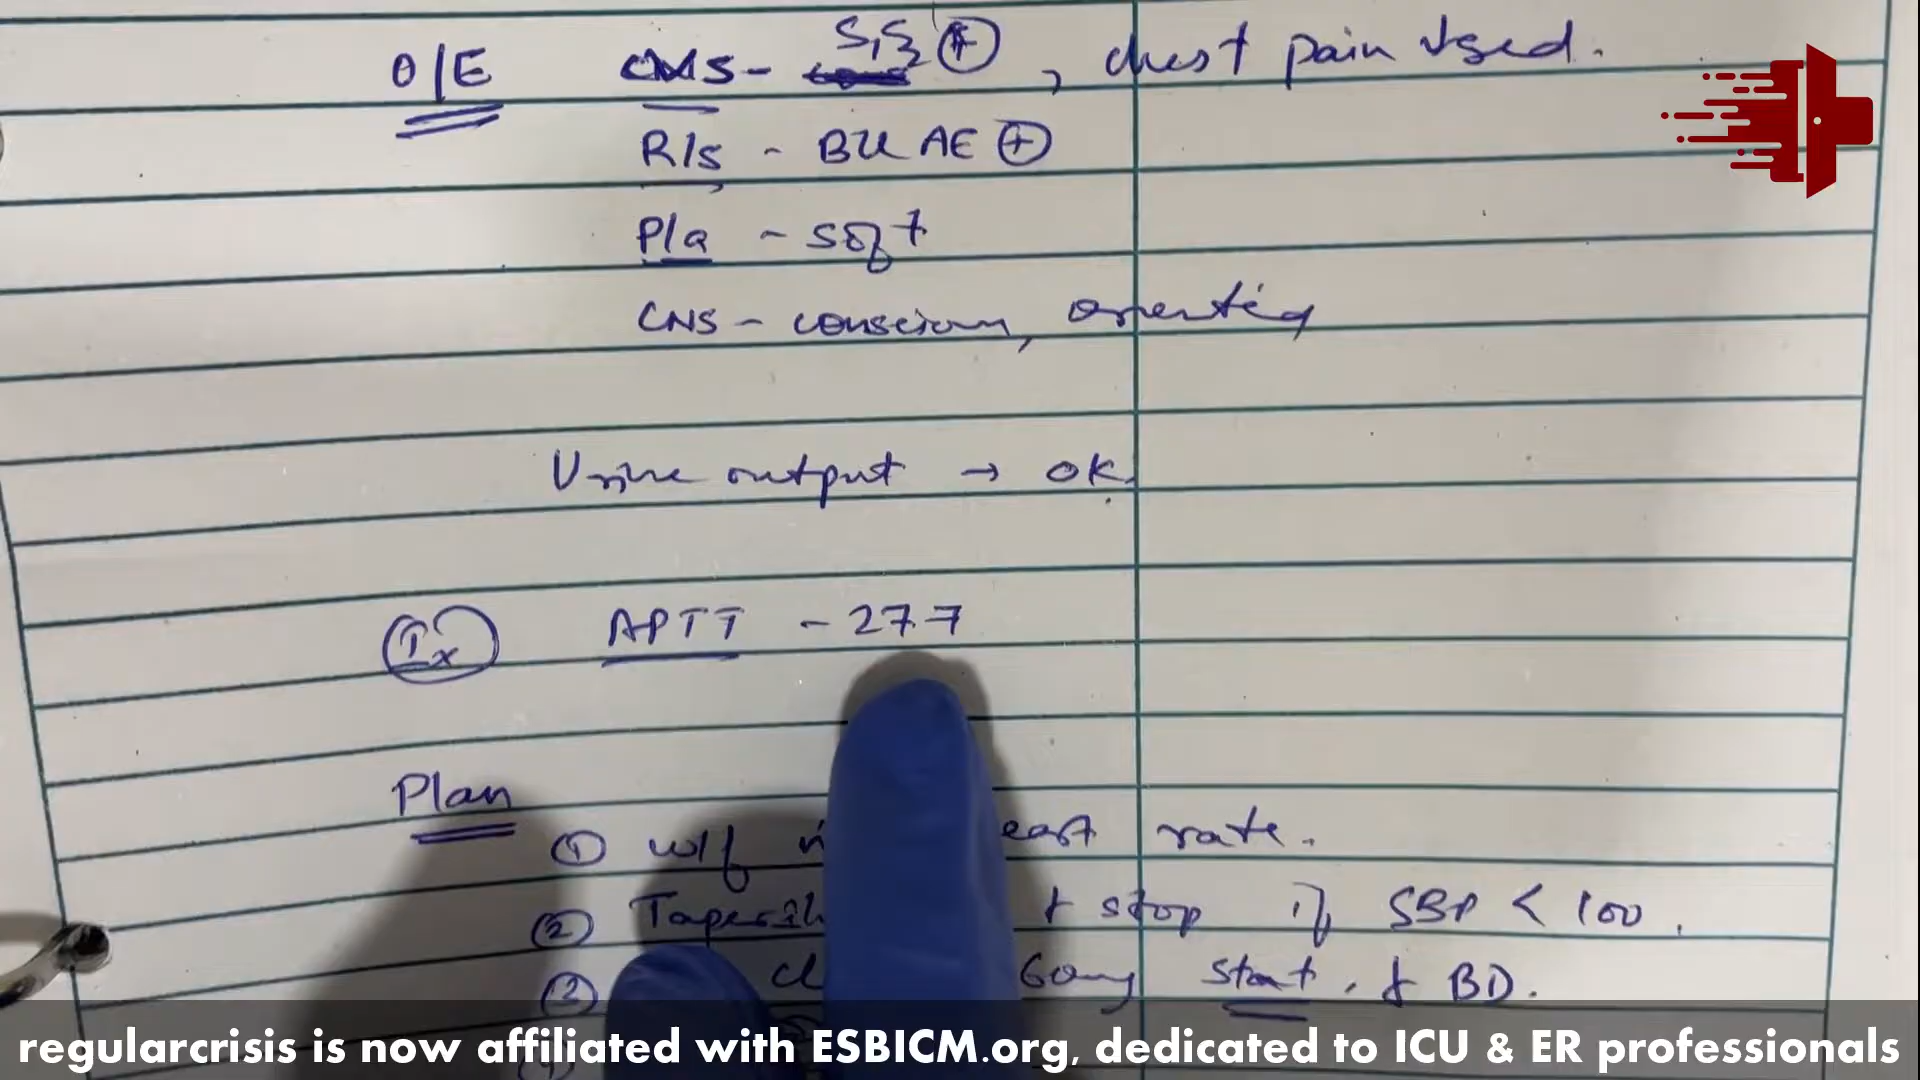 O/E CVS - S1S2 ⊕, chest pain ↓sed.
R/S - B/L AE ⊕
P/a - soft
CNS - conscious, oriented
Urine output → OK.
Ix APTT - 27.7
Plan
① w/f rate.
② stop if SBP < 100.
③ 60mg start. & BD.
④
regularcrisis is now affiliated with ESBICM.org, dedicated to ICU & ER professionals